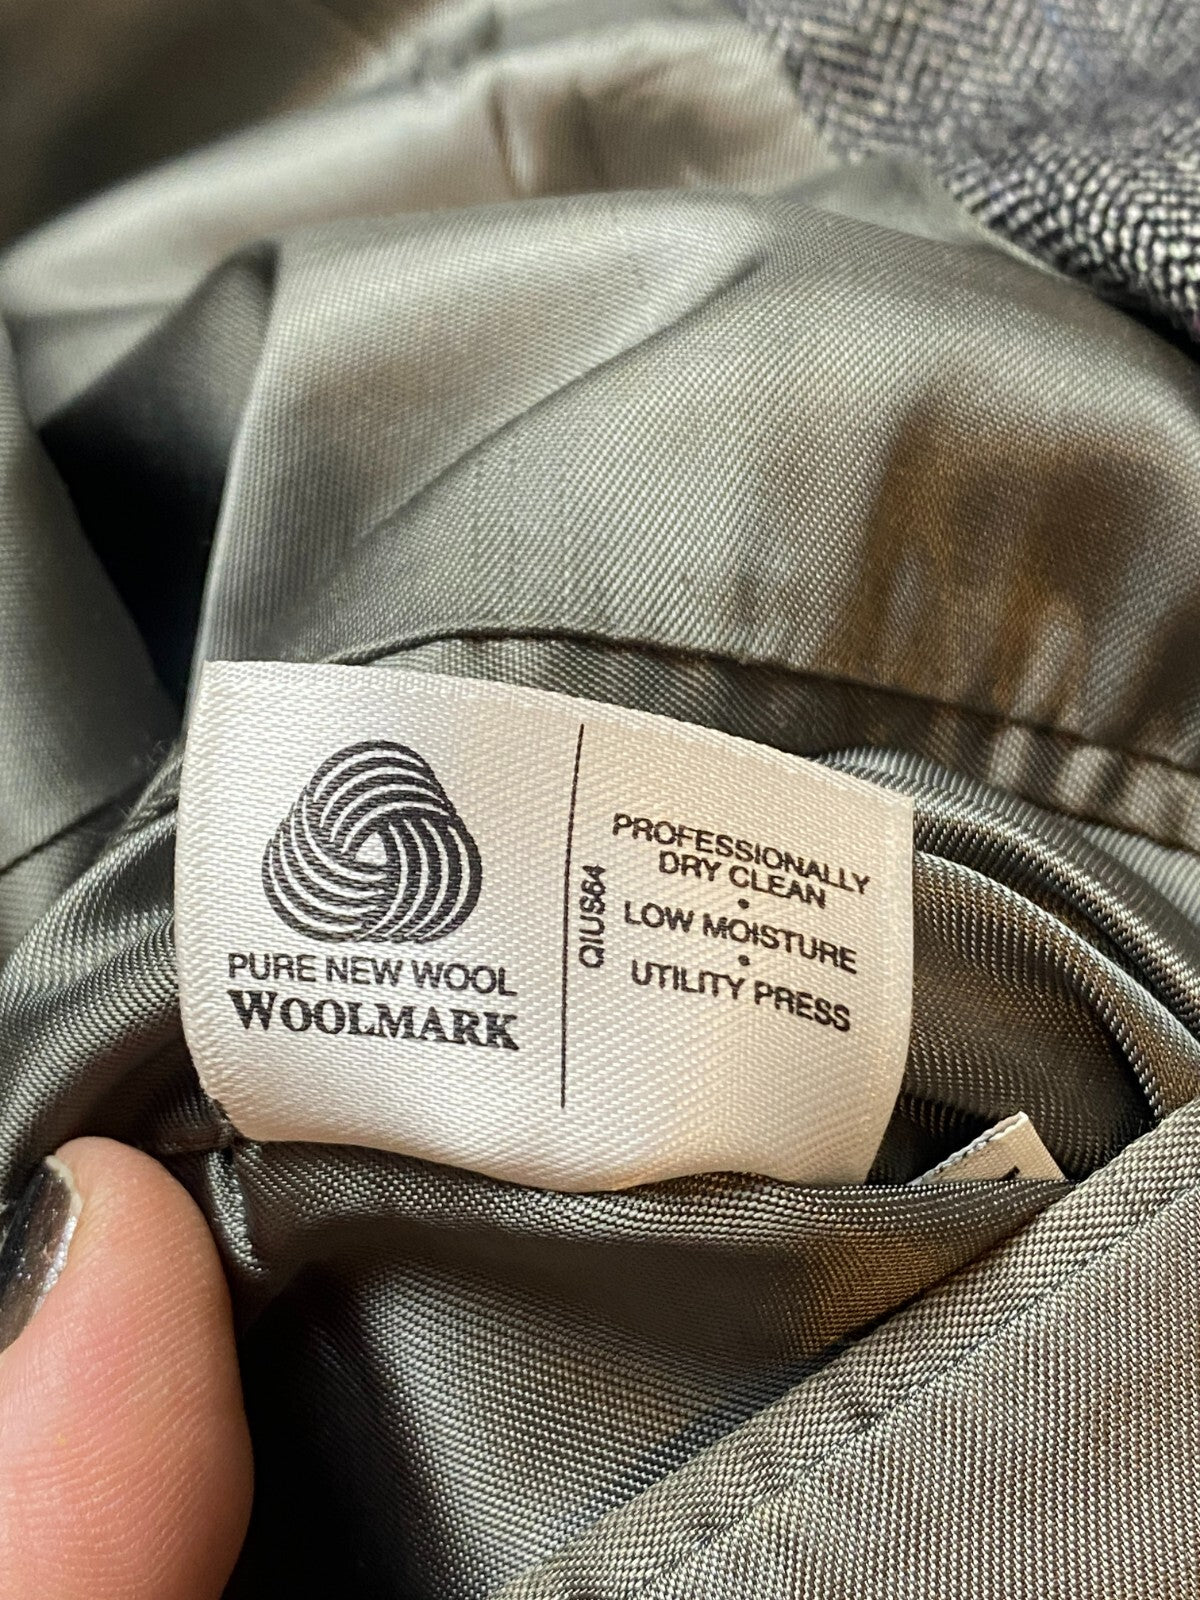 PURE NEW WOOL
WOOLMARK
QIUS64
PROFESSIONALLY
DRY CLEAN
•
LOW MOISTURE
•
UTILITY PRESS